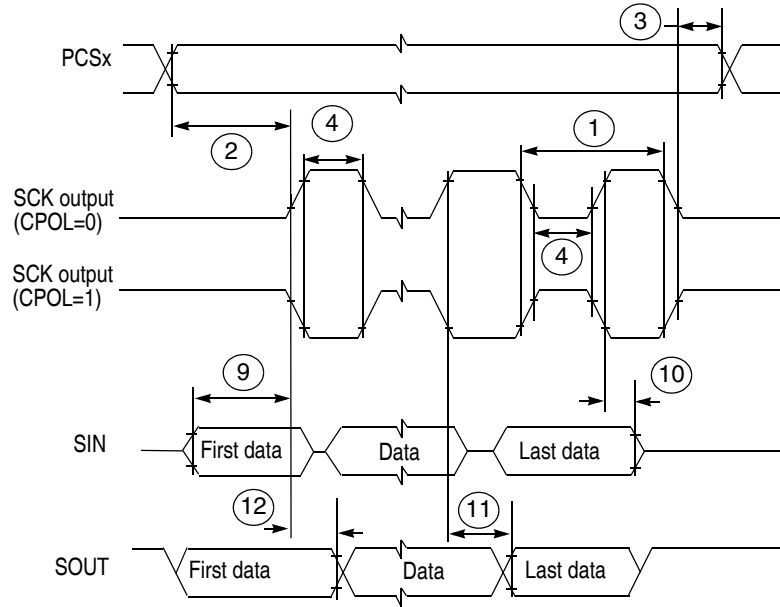 3
PCSx
2
4
1
SCK output
(CPOL=0)
4
SCK output
(CPOL=1)
9
10
SIN
First data
Data
Last data
12
11
SOUT
First data
Data
Last data